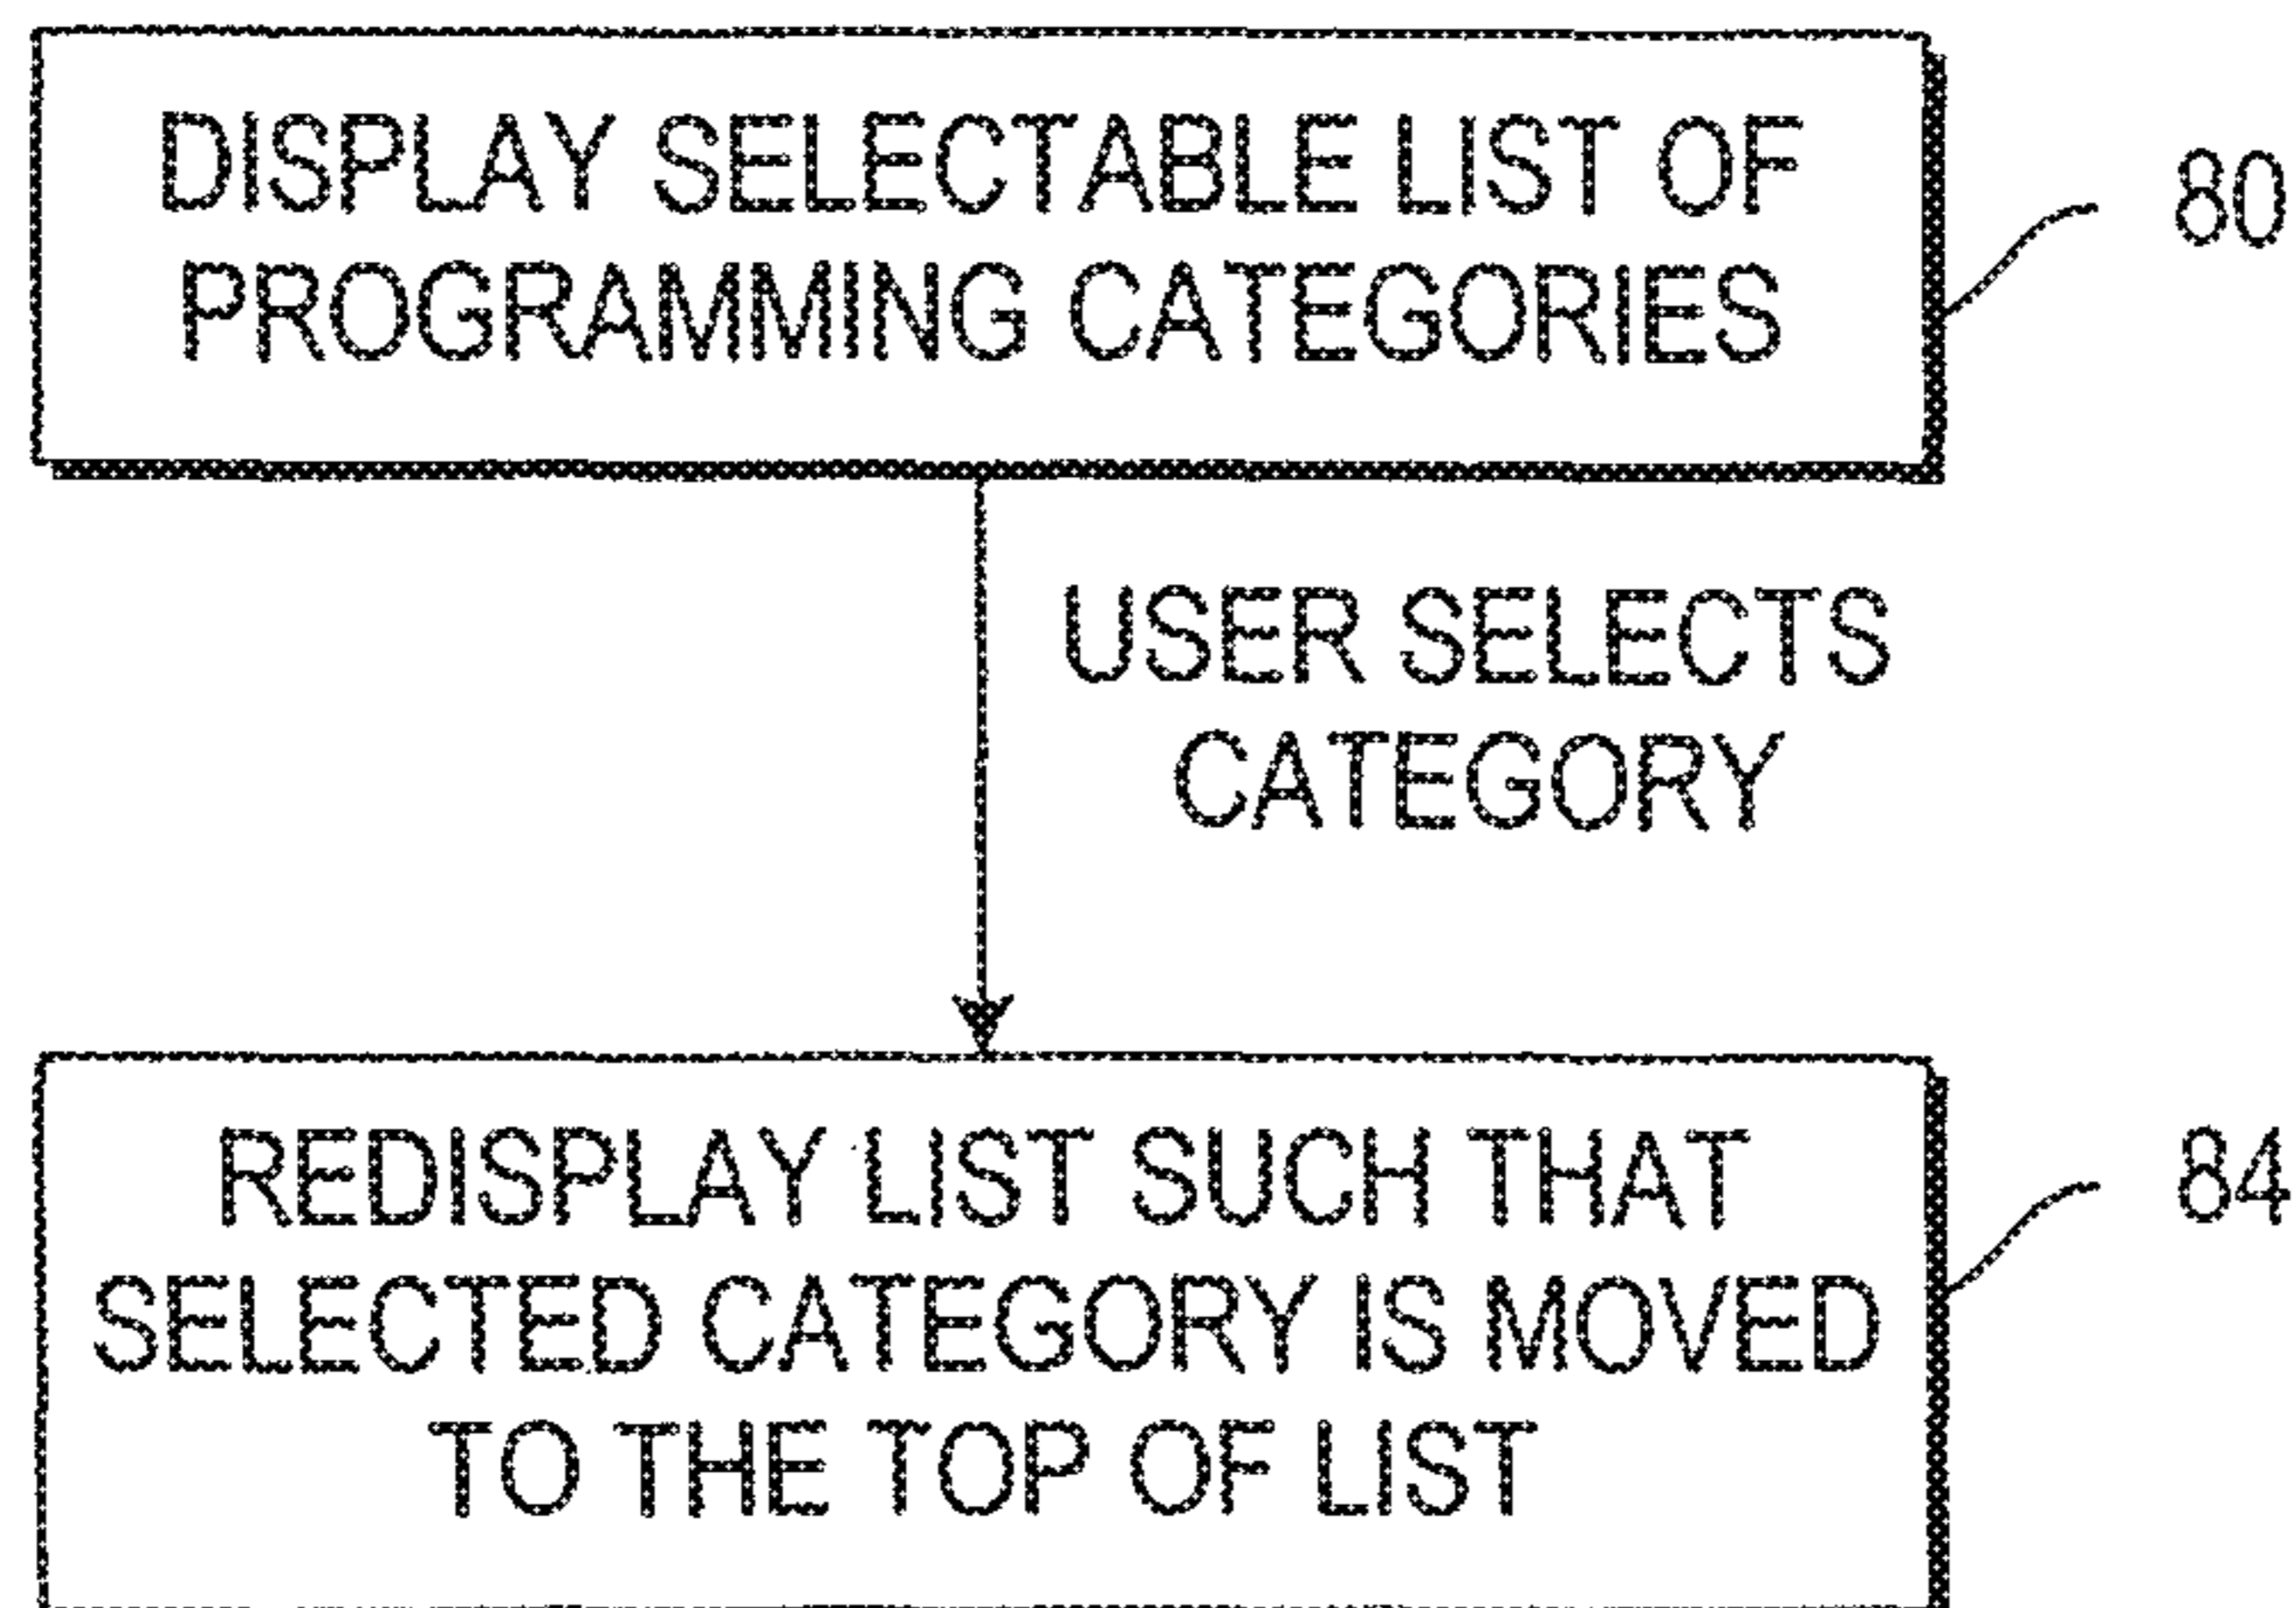 DISPLAY SELECTABLE LIST OF
PROGRAMMING CATEGORIES
80
USER SELECTS
CATEGORY
REDISPLAY LIST SUCH THAT
SELECTED CATEGORY IS MOVED
TO THE TOP OF LIST
84